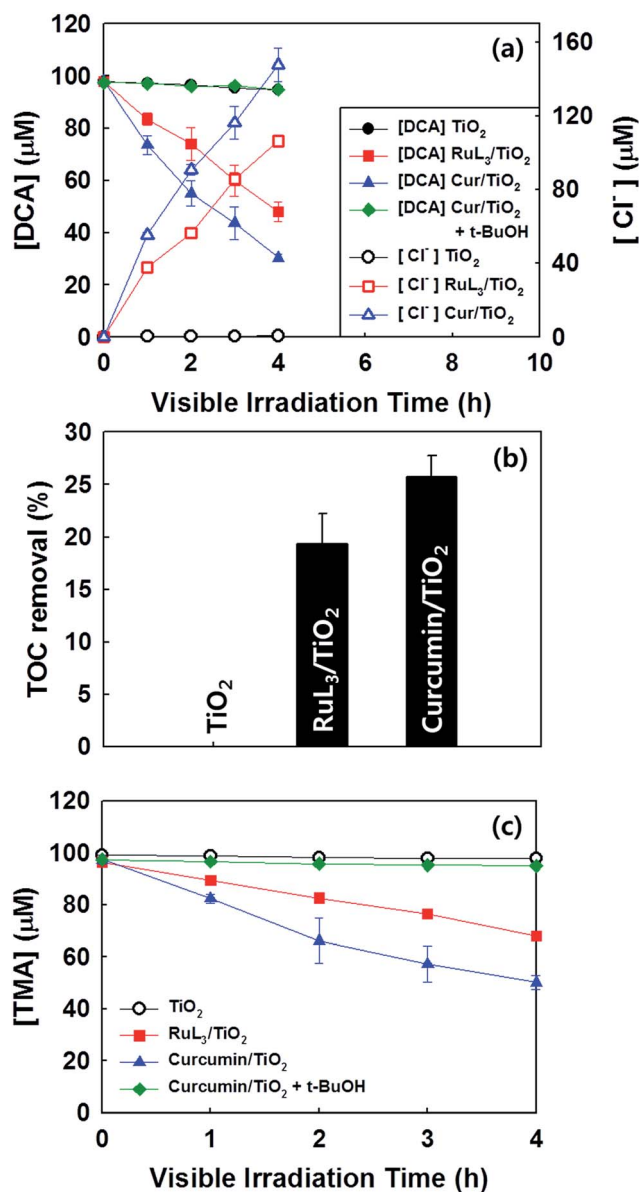 (a)
120
100
80
60
40
20
0
[DCA] (μM)
160
120
80
40
0
[ Cl⁻ ] (μM)
[DCA] TiO₂
[DCA] RuL₃/TiO₂
[DCA] Cur/TiO₂
[DCA] Cur/TiO₂
+ t-BuOH
[ Cl⁻ ] TiO₂
[ Cl⁻ ] RuL₃/TiO₂
[ Cl⁻ ] Cur/TiO₂
0 2 4 6 8 10
Visible Irradiation Time (h)
(b)
30
25
20
15
10
5
0
TOC removal (%)
TiO₂
RuL₃/TiO₂
Curcumin/TiO₂
(c)
120
100
80
60
40
20
0
[TMA] (μM)
TiO₂
RuL₃/TiO₂
Curcumin/TiO₂
Curcumin/TiO₂ + t-BuOH
0 1 2 3 4
Visible Irradiation Time (h)